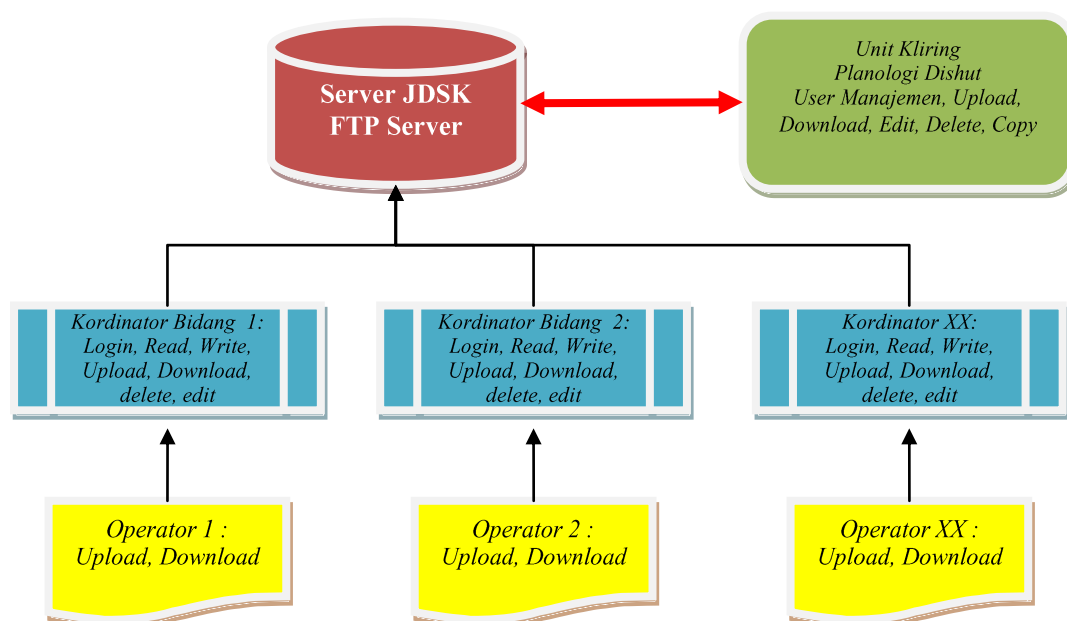 Server JDSK
FTP Server
Unit Kliring
Planologi Dishut
User Manajemen, Upload,
Download, Edit, Delete, Copy
Kordinator Bidang  1:
Login, Read, Write,
Upload, Download,
delete, edit
Kordinator Bidang  2:
Login, Read, Write,
Upload, Download,
delete, edit
Kordinator XX:
Login, Read, Write,
Upload, Download,
delete, edit
Operator 1 :
Upload, Download
Operator 2 :
Upload, Download
Operator XX :
Upload, Download